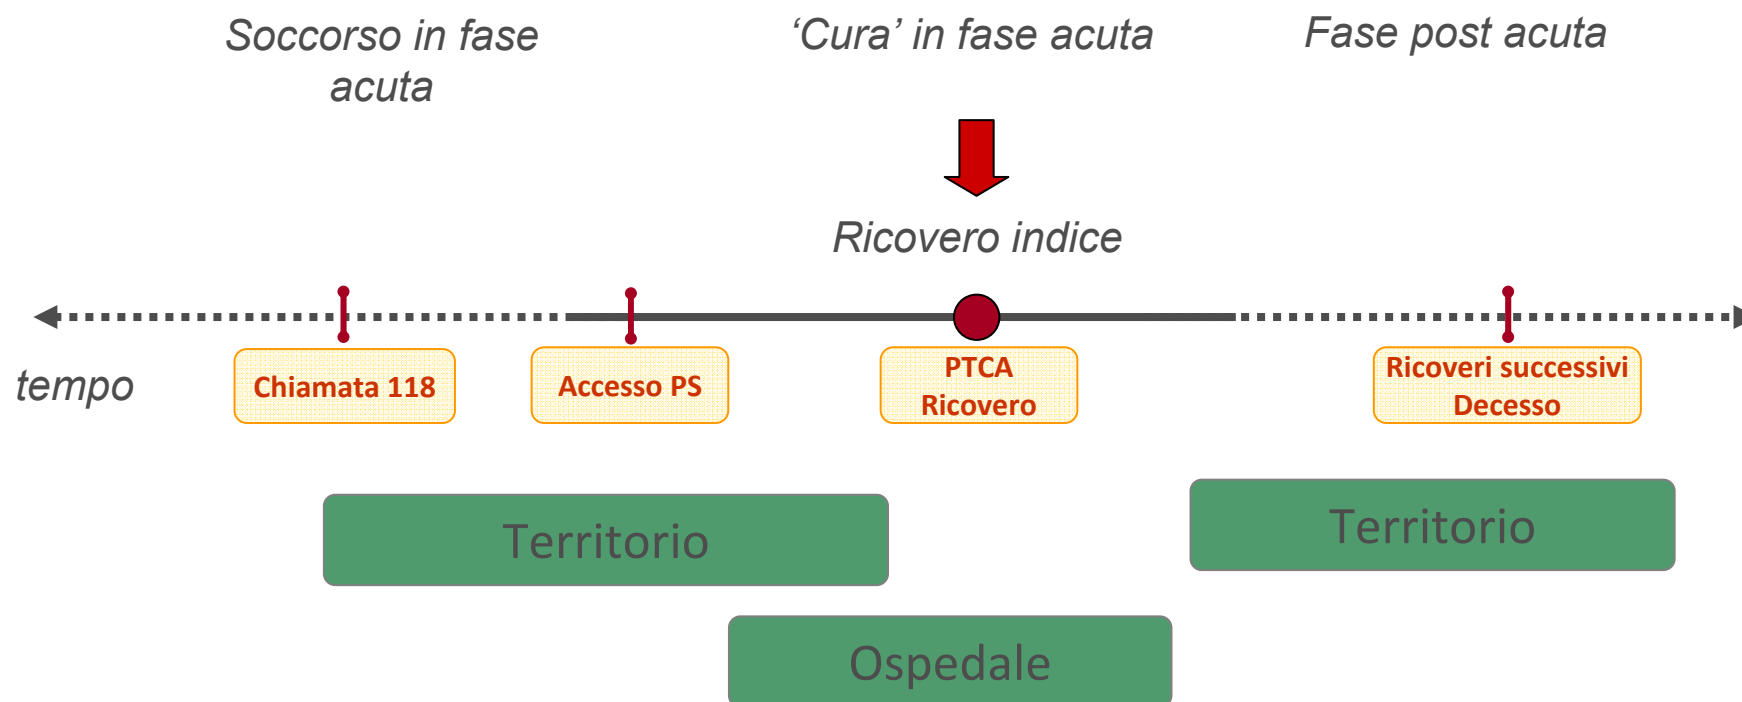 Soccorso in fase
acuta
‘Cura’ in fase acuta
Fase post acuta
Ricovero indice
tempo
Chiamata 118
Accesso PS
PTCA
Ricovero
Ricoveri successivi
Decesso
Territorio
Territorio
Ospedale